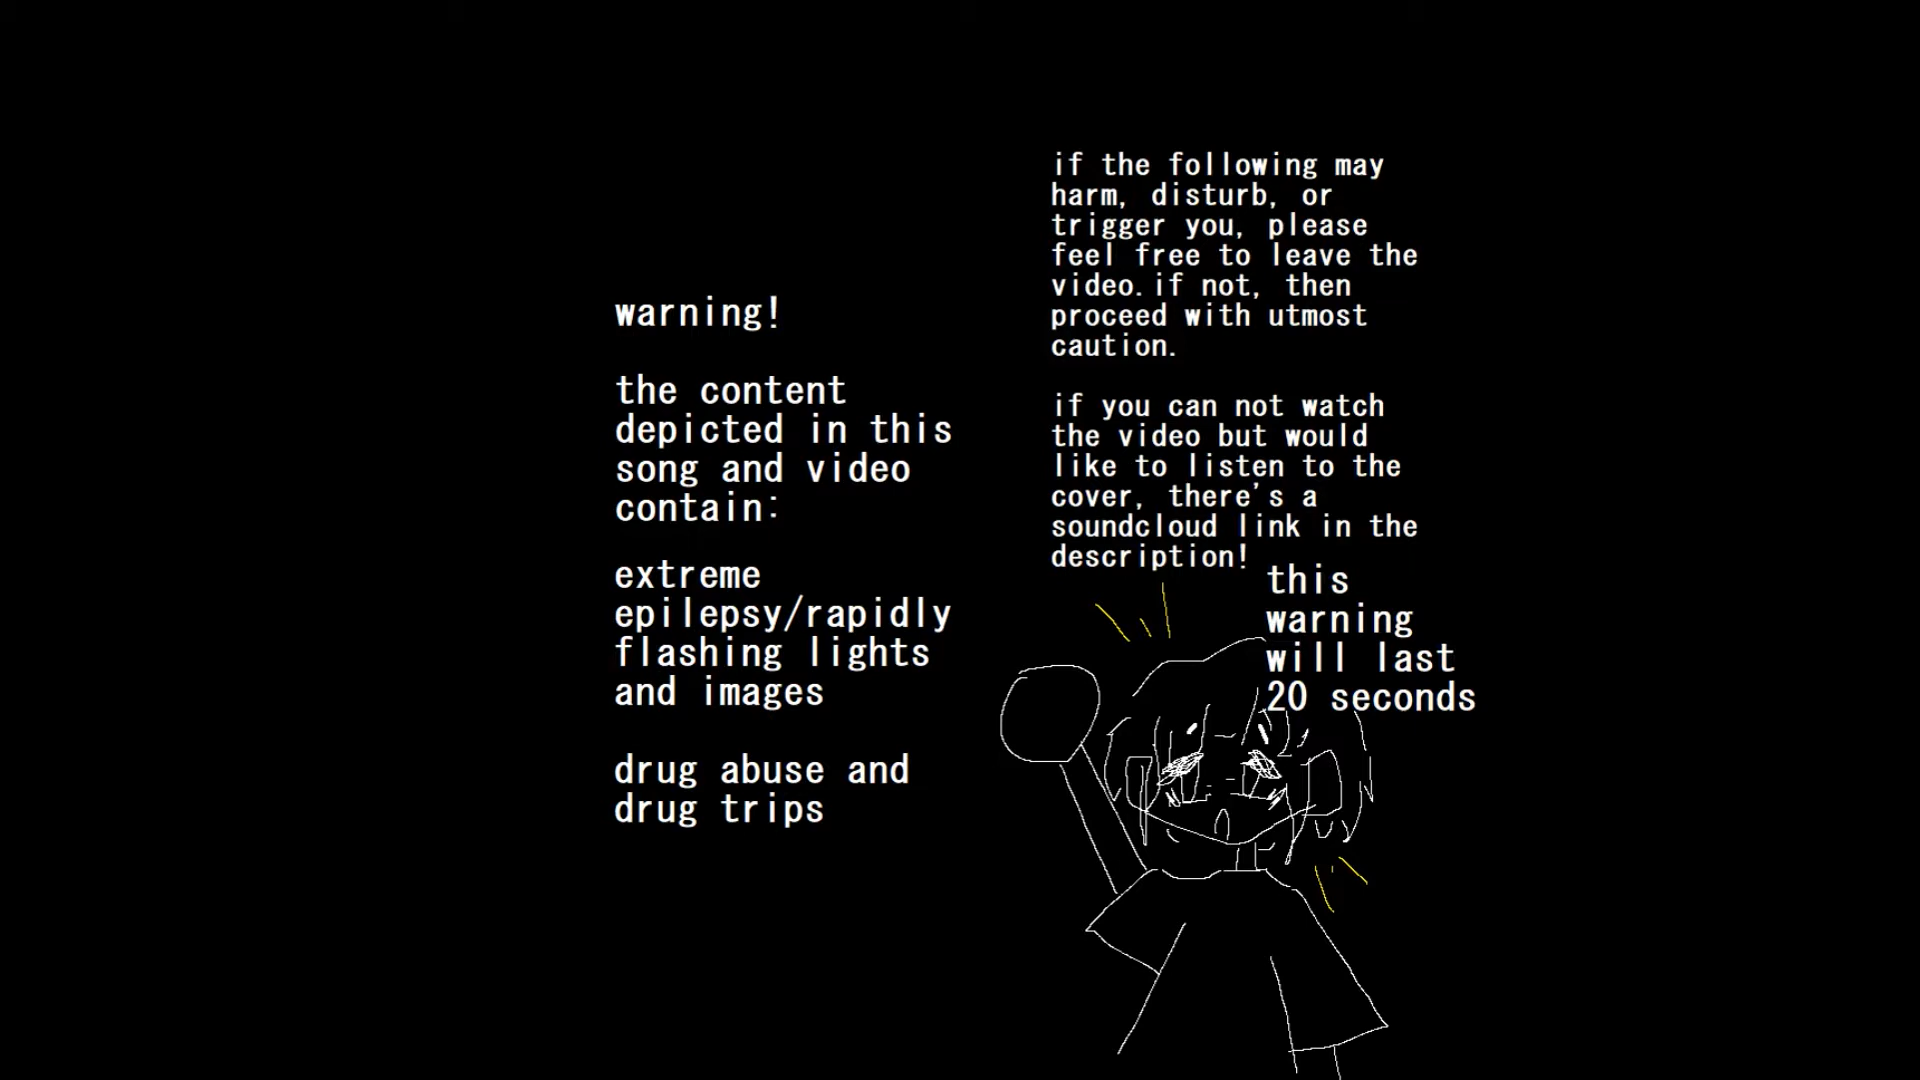 warning!
the content
depicted in this
song and video
contain:
extreme
epilepsy/rapidly
flashing lights
and images
drug abuse and
drug trips
if the following may
harm, disturb, or
trigger you, please
feel free to leave the
video.if not, then
proceed with utmost
caution.
if you can not watch
the video but would
like to listen to the
cover, there's a
soundcloud link in the
description!
this
warning
will last
20 seconds